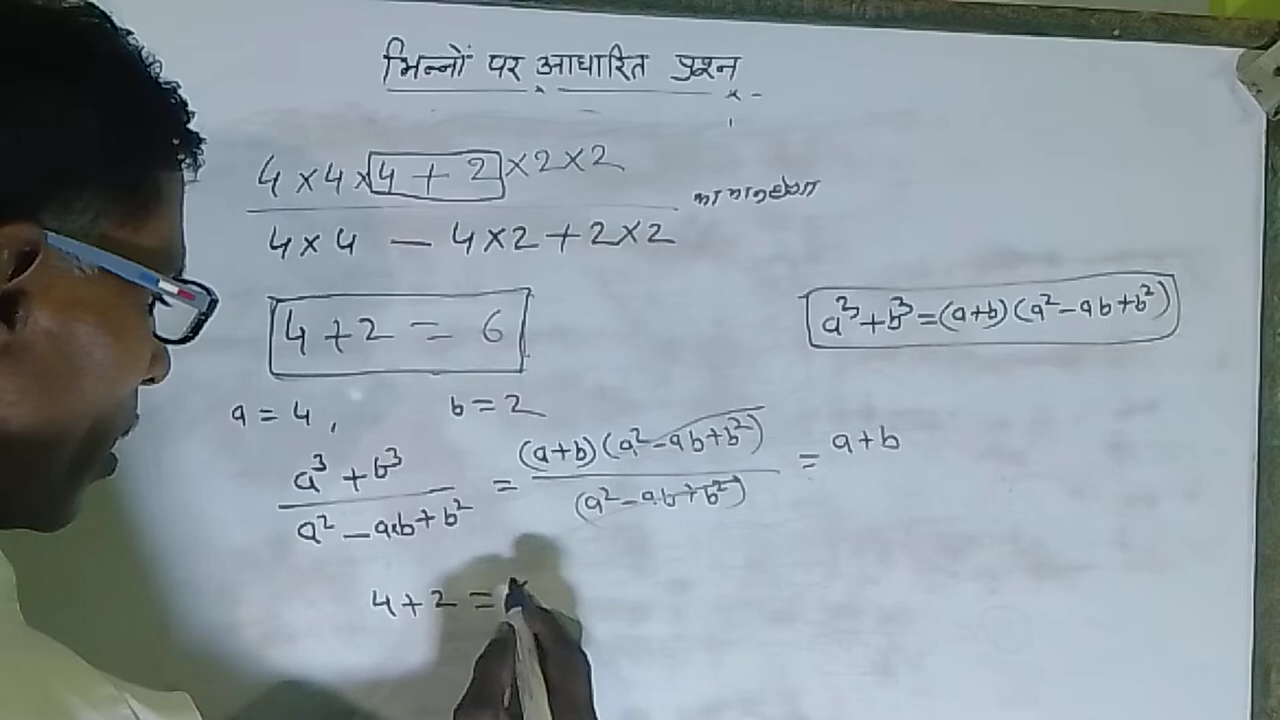 भिन्नों पर आधारित प्रश्न
4 × 4 × 4 + 2 × 2 × 2
4 × 4 — 4 × 2 + 2 × 2
4 + 2 = 6
a³ + b³ = (a+b) (a² - ab + b²)
a = 4 , b = 2
a³ + b³ / a² - ab + b² = (a+b) (a² - ab + b²) / (a² - ab + b²) = a + b
4 + 2 =